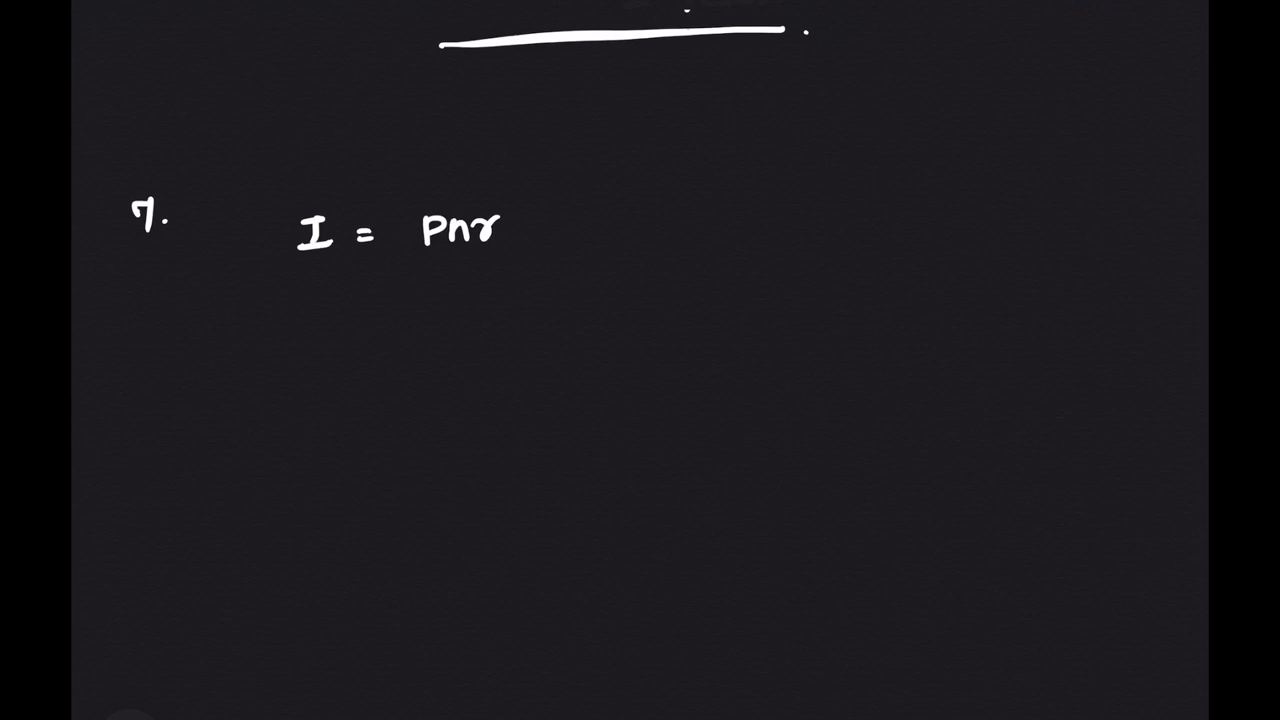 7. I = Pnr